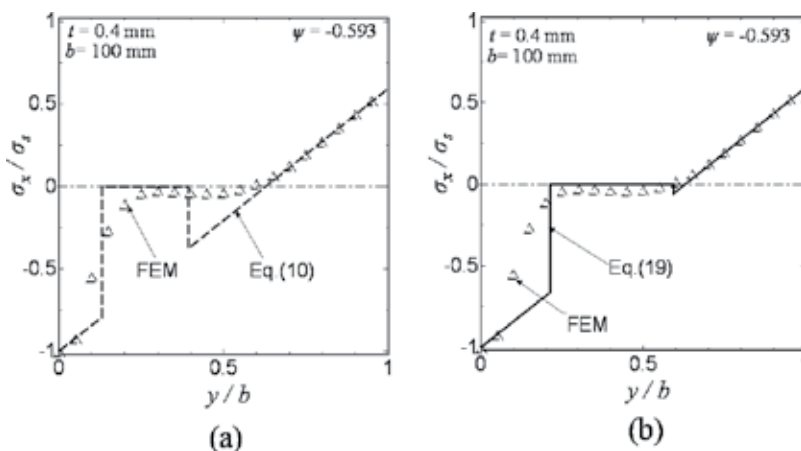 t = 0.4 mm
b= 100 mm
ψ = -0.593
0.5
0
-0.5
-1
0
0.5
1
σx / σs
y / b
FEM
Eq.(10)
(a)
t = 0.4 mm
b= 100 mm
ψ = -0.593
0.5
0
-0.5
-1
0
0.5
1
σx / σs
y / b
Eq.(19)
FEM
(b)